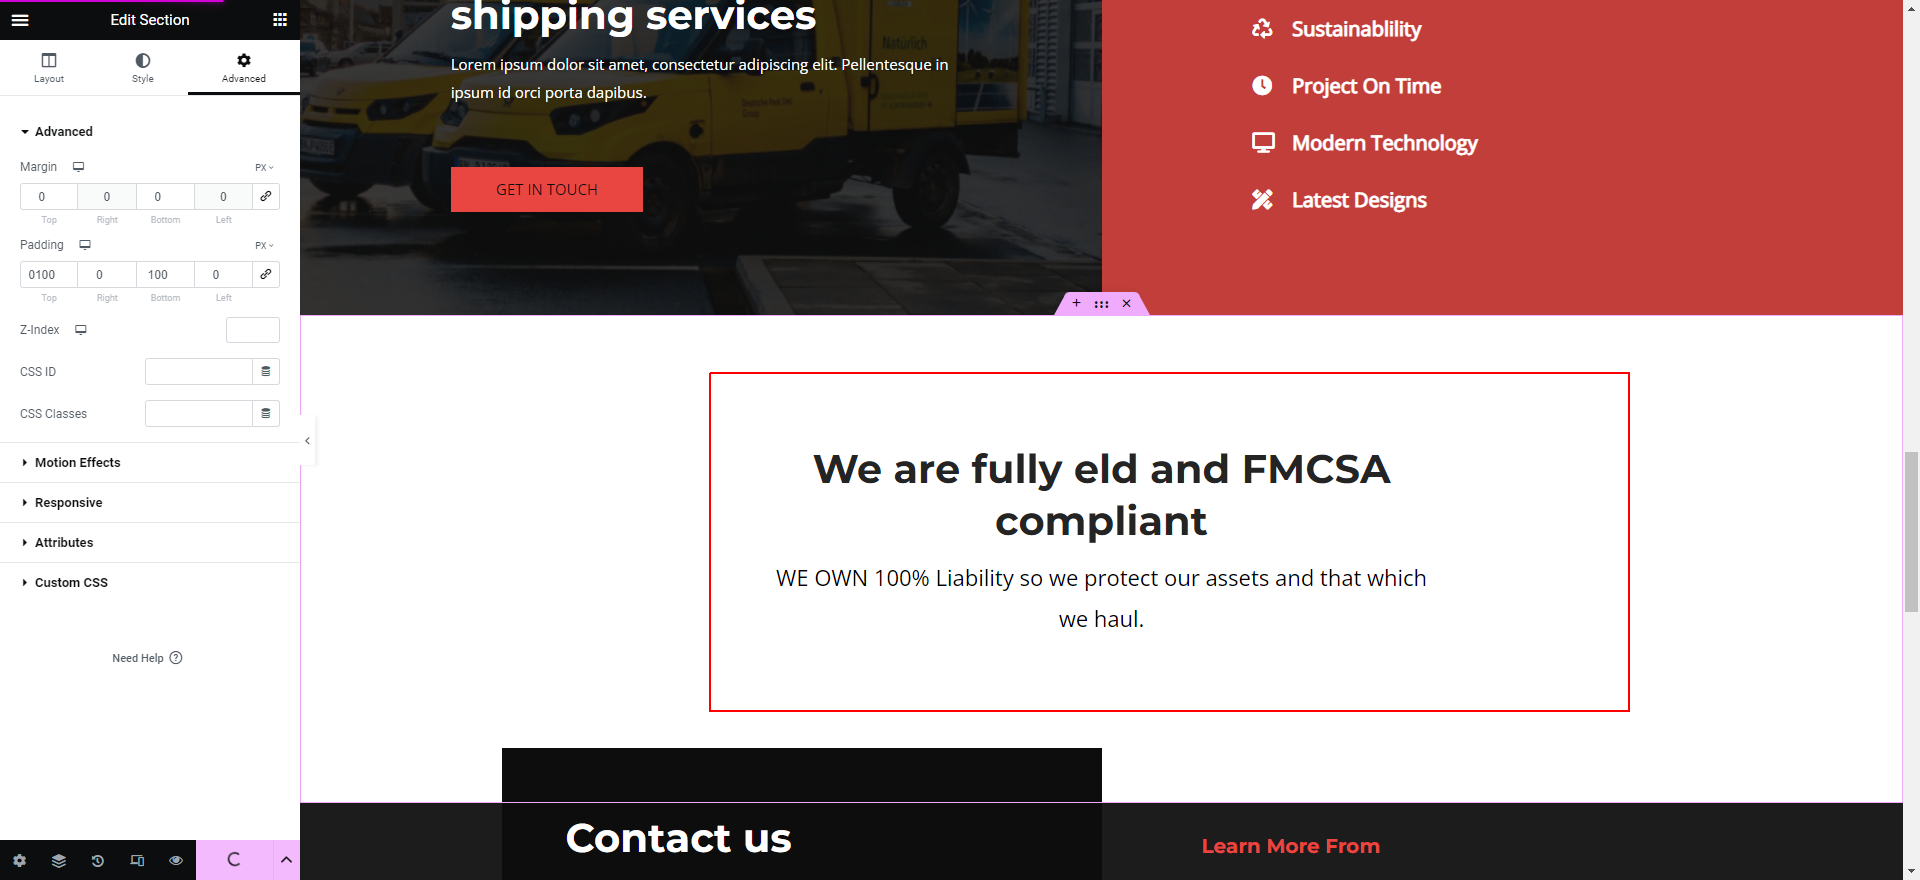 Edit Section
Layout
Style
Advanced
Advanced
Margin
PX
0
0
0
0
Top
Right
Bottom
Left
Padding
PX
0100
0
100
0
Top
Right
Bottom
Left
Z-Index
CSS ID
CSS Classes
Motion Effects
Responsive
Attributes
Custom CSS
Need Help
shipping services
Lorem ipsum dolor sit amet, consectetur adipiscing elit. Pellentesque in
ipsum id orci porta dapibus.
GET IN TOUCH
Natürlich
Sustainablility
Project On Time
Modern Technology
Latest Designs
We are fully eld and FMCSA
compliant
WE OWN 100% Liability so we protect our assets and that which
we haul.
Contact us
Learn More From